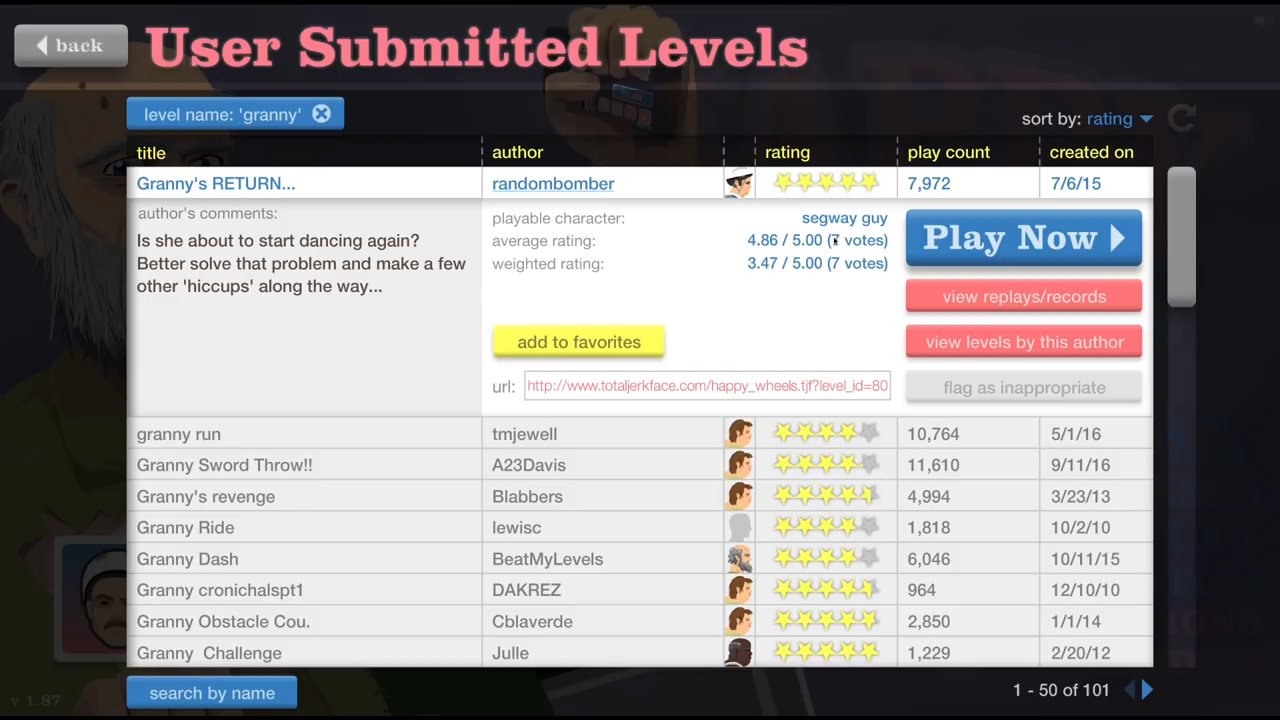 back
User Submitted Levels
level name: 'granny'
sort by: rating
title author rating play count created on
Granny's RETURN... randombomber 7,972 7/6/15
author's comments:
Is she about to start dancing again?
Better solve that problem and make a few
other 'hiccups' along the way...
playable character: segway guy
average rating: 4.86 / 5.00 (7 votes)
weighted rating: 3.47 / 5.00 (7 votes)
add to favorites
url: http://www.totaljerkface.com/happy_wheels.tjf?level_id=80
Play Now
view replays/records
view levels by this author
flag as inappropriate
granny run tmjewell 10,764 5/1/16
Granny Sword Throw!! A23Davis 11,610 9/11/16
Granny's revenge Blabbers 4,994 3/23/13
Granny Ride lewisc 1,818 10/2/10
Granny Dash BeatMyLevels 6,046 10/11/15
Granny cronichalspt1 DAKREZ 964 12/10/10
Granny Obstacle Cou. Cblaverde 2,850 1/1/14
Granny  Challenge Julle 1,229 2/20/12
search by name
1 - 50 of 101
v 1.87